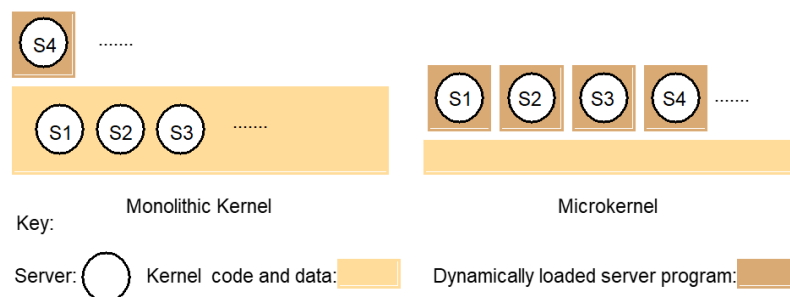 S4 .......
S1 S2 S3 .......
S1 S2 S3 S4 .......
Monolithic Kernel
Microkernel
Key:
Server:
Kernel code and data:
Dynamically loaded server program: